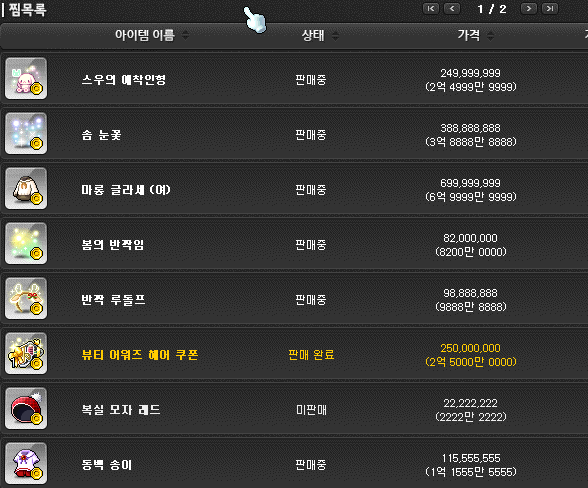 찜목록
1 / 2
아이템 이름 상태 가격
스우의 애착인형 판매중 249,999,999
(2억 4999만 9999)
솜 눈꽃 판매중 388,888,888
(3억 8888만 8888)
마롱 글라세 (여) 판매중 699,999,999
(6억 9999만 9999)
봄의 반짝임 판매중 82,000,000
(8200만 0000)
반짝 루돌프 판매중 98,888,888
(9888만 8888)
뷰티 어워즈 헤어 쿠폰 판매 완료 250,000,000
(2억 5000만 0000)
복실 모자 레드 미판매 22,222,222
(2222만 2222)
동백 송이 판매중 115,555,555
(1억 1555만 5555)